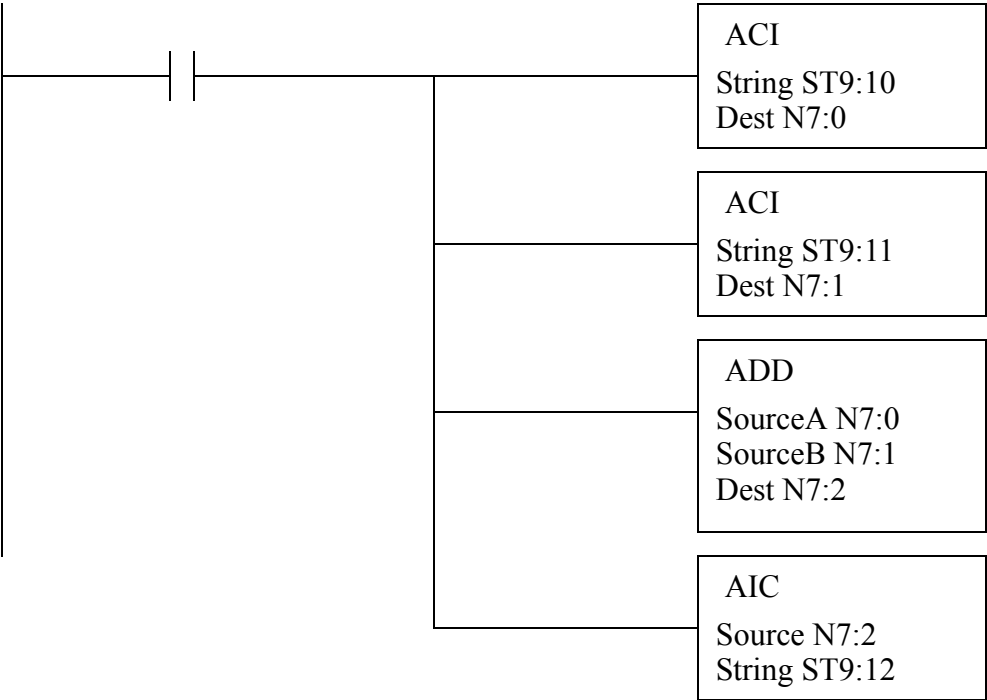 ACI
String ST9:10
Dest N7:0
ACI
String ST9:11
Dest N7:1
ADD
SourceA N7:0
SourceB N7:1
Dest N7:2
AIC
Source N7:2
String ST9:12